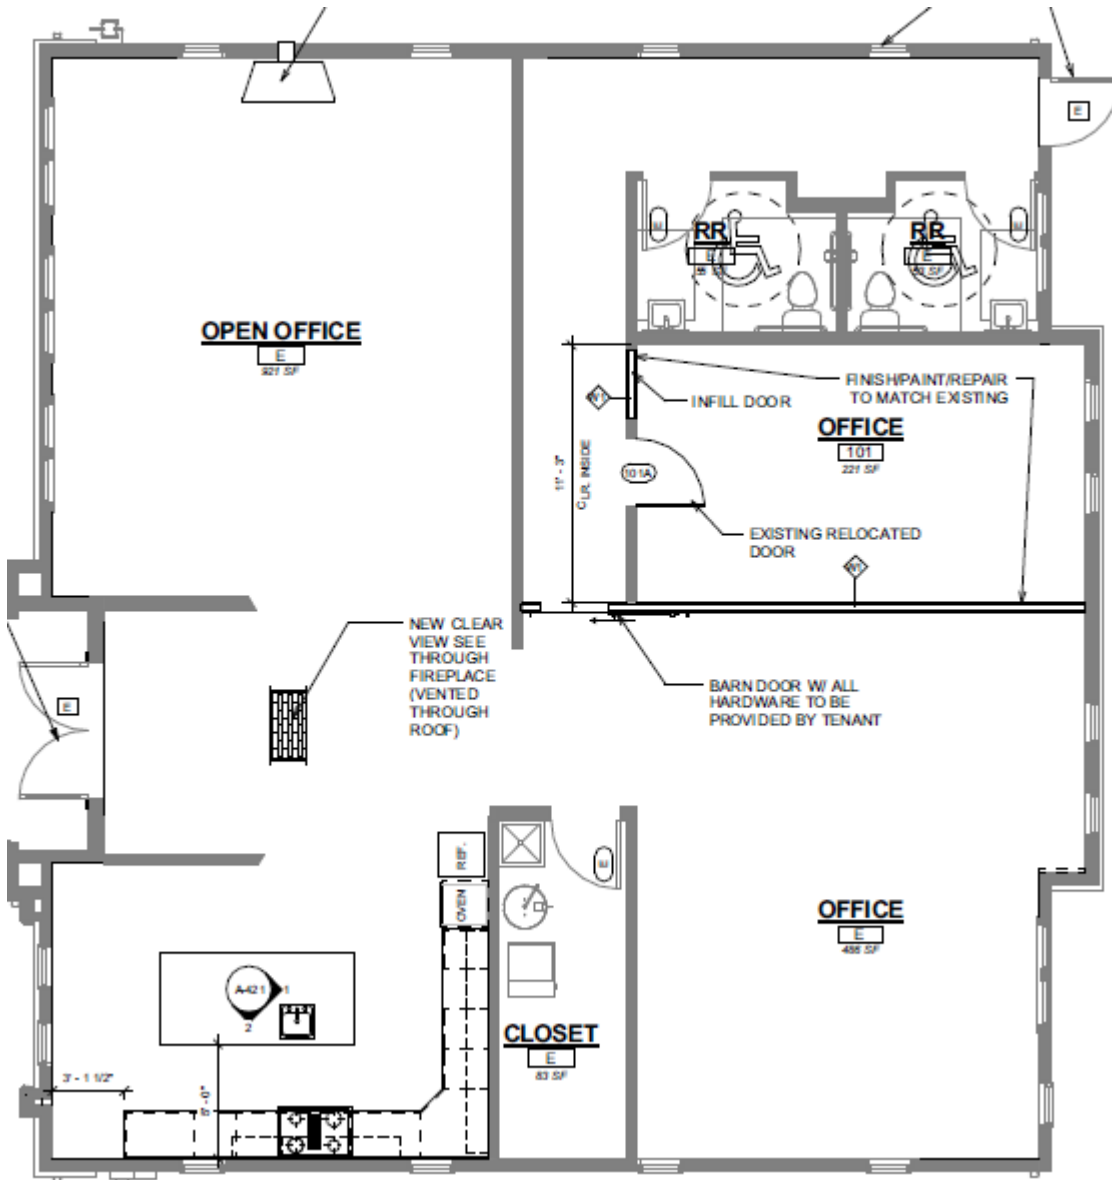 E
RR
E
RR
E
OPEN OFFICE
E
921 SF
INFILL DOOR
FINISH/PAINT/REPAIR
TO MATCH EXISTING
W1
OFFICE
101
221 SF
11' - 3"
CLR. INSIDE
101A
EXISTING RELOCATED
DOOR
W1
NEW CLEAR
VIEW SEE
THROUGH
FIREPLACE
(VENTED
THROUGH
ROOF)
E
BARN DOOR W/ ALL
HARDWARE TO BE
PROVIDED BY TENANT
REF.
OVEN
E
OFFICE
E
486 SF
A-421
1
2
CLOSET
E
83 SF
3' - 1 1/2"
5' - 0"